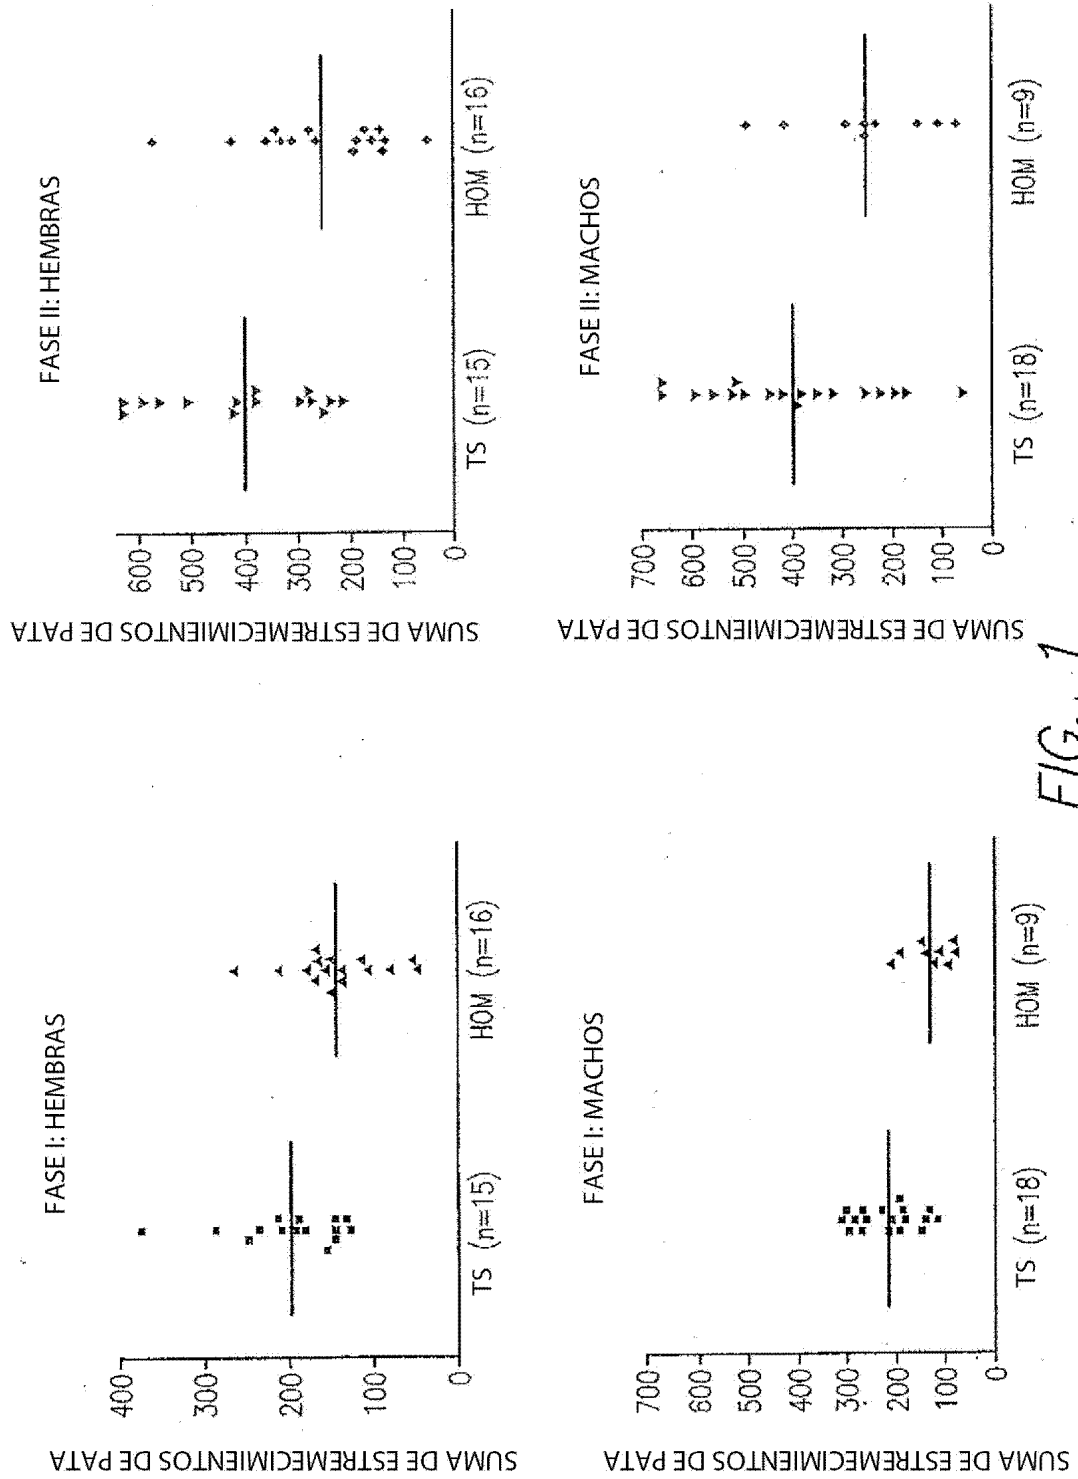 FASE I: HEMBRAS
SUMA DE ESTREMECIMIENTOS DE PATA
400
300
200
100
0
TS (n=15)
HOM (n=16)
FASE II: HEMBRAS
SUMA DE ESTREMECIMIENTOS DE PATA
600
500
400
300
200
100
0
TS (n=15)
HOM (n=16)
FASE I: MACHOS
SUMA DE ESTREMECIMIENTOS DE PATA
700
600
500
400
300
200
100
0
TS (n=18)
HOM (n=9)
FASE II: MACHOS
SUMA DE ESTREMECIMIENTOS DE PATA
700
600
500
400
300
200
100
0
TS (n=18)
HOM (n=9)
FIG. 1